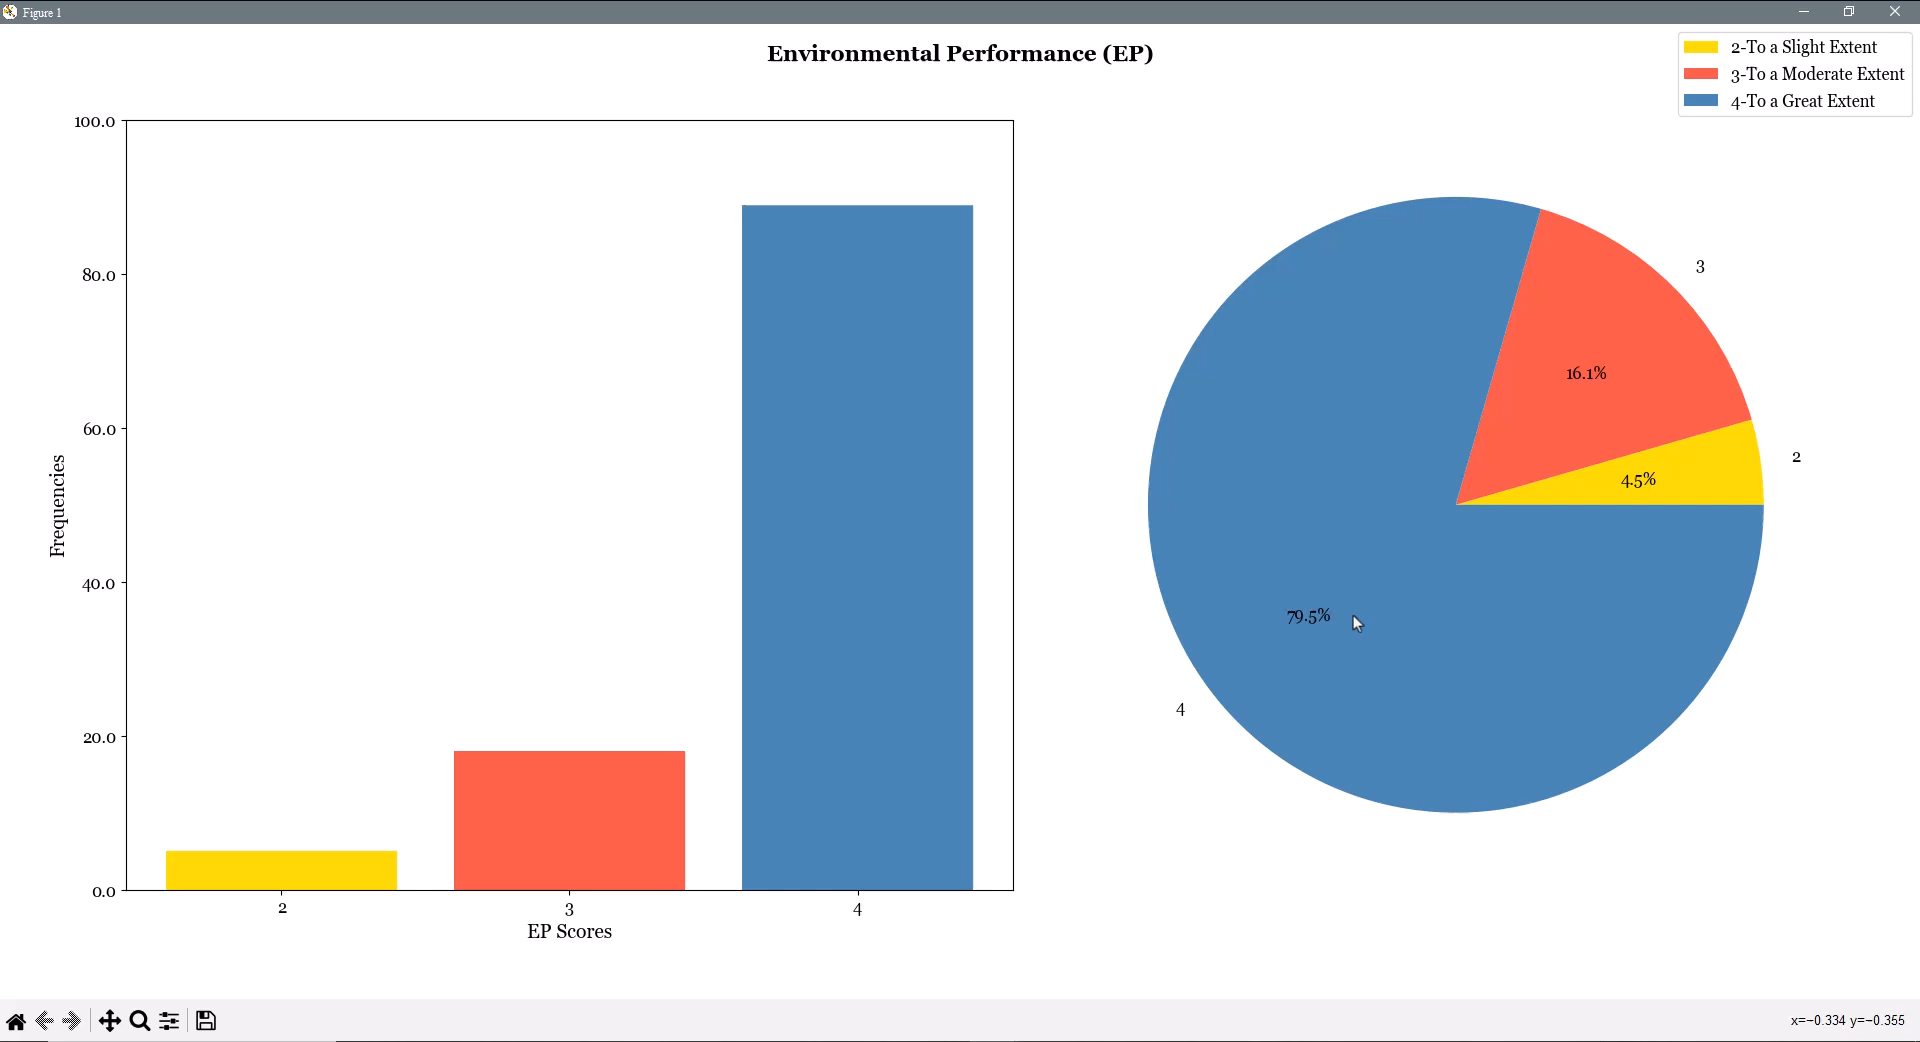 Figure 1
Environmental Performance (EP)
2-To a Slight Extent
3-To a Moderate Extent
4-To a Great Extent
100.0
80.0
60.0
40.0
20.0
0.0
Frequencies
2
3
4
EP Scores
3
16.1%
2
4.5%
79.5%
4
x=−0.334 y=−0.355